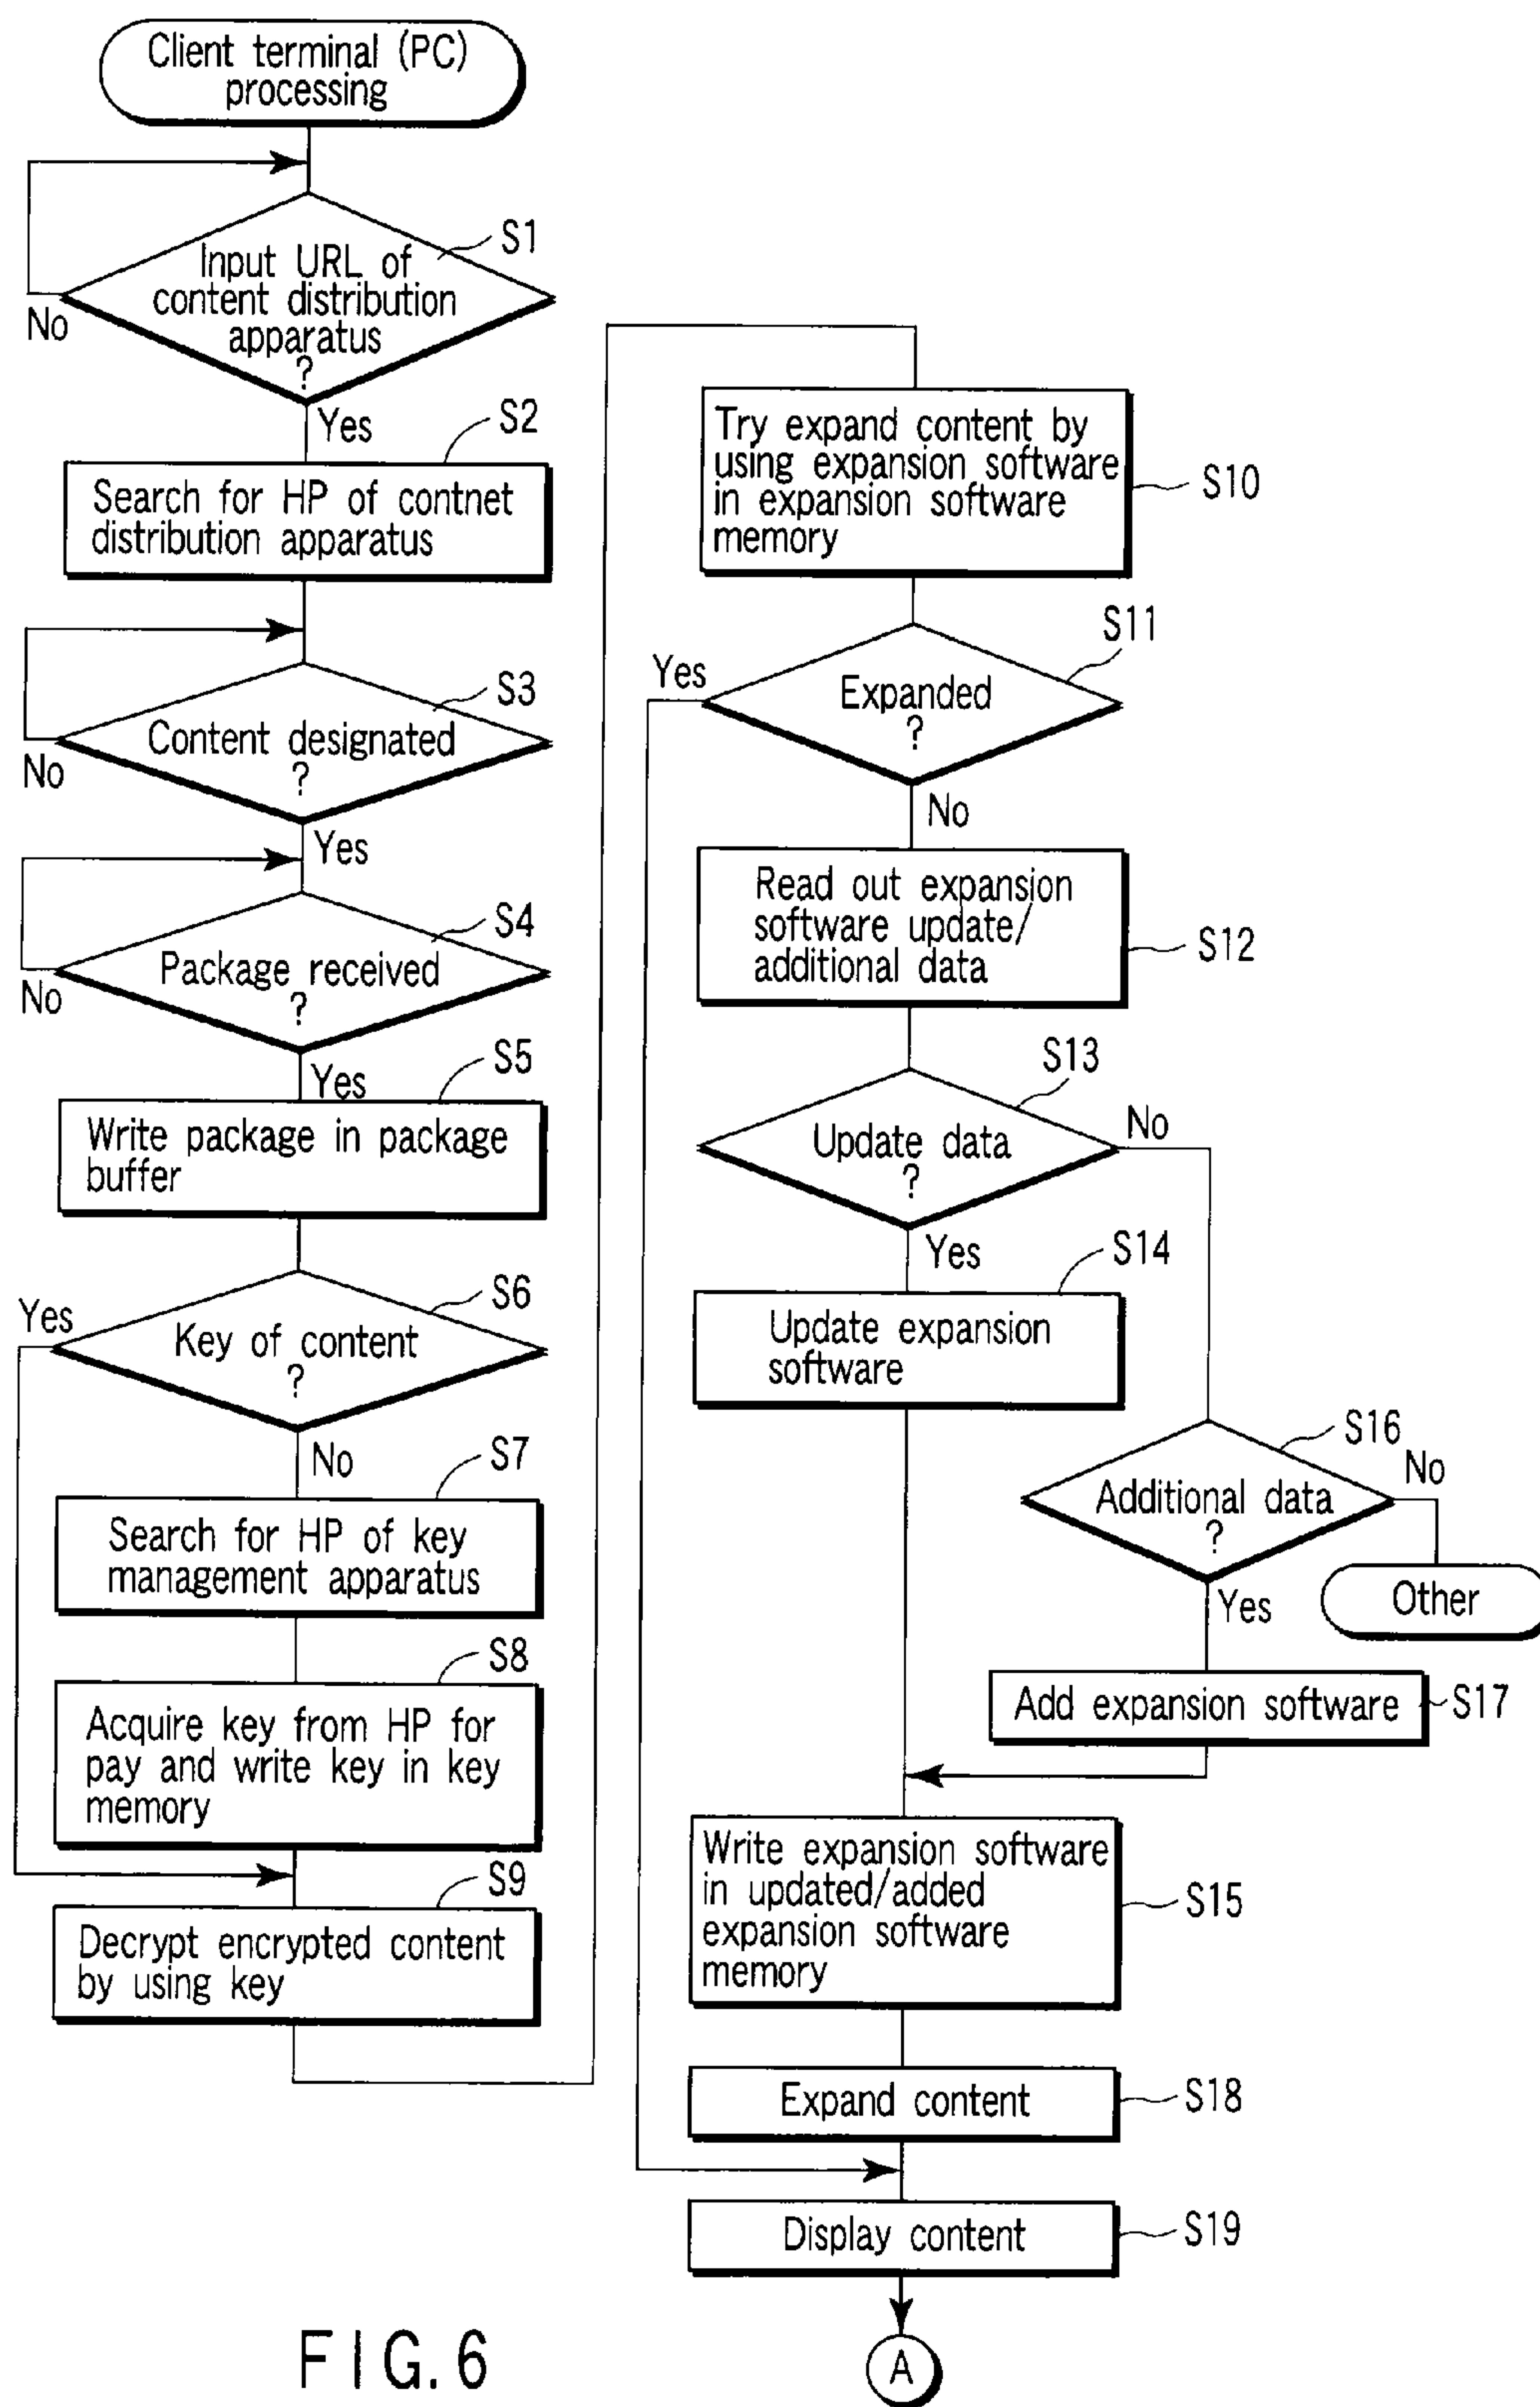 Client terminal (PC)
processing
Input URL of
content distribution
apparatus
?
S1
No
Yes
S2
Search for HP of contnet
distribution apparatus
S3
Content designated
?
No
Yes
S4
Package received
?
No
Yes
S5
Write package in package
buffer
S6
Yes
Key of content
?
No
S7
Search for HP of key
management apparatus
S8
Acquire key from HP for
pay and write key in key
memory
S9
Decrypt encrypted content
by using key
Try expand content by
using expansion software
in expansion software
memory
S10
S11
Yes
Expanded
?
No
Read out expansion
software update/
additional data
S12
S13
Update data
?
No
Yes
S14
Update expansion
software
S16
Additional data
?
No
Other
Yes
Add expansion software
S17
Write expansion software
in updated/added
expansion software
memory
S15
Expand content
S18
Display content
S19
A
FIG. 6